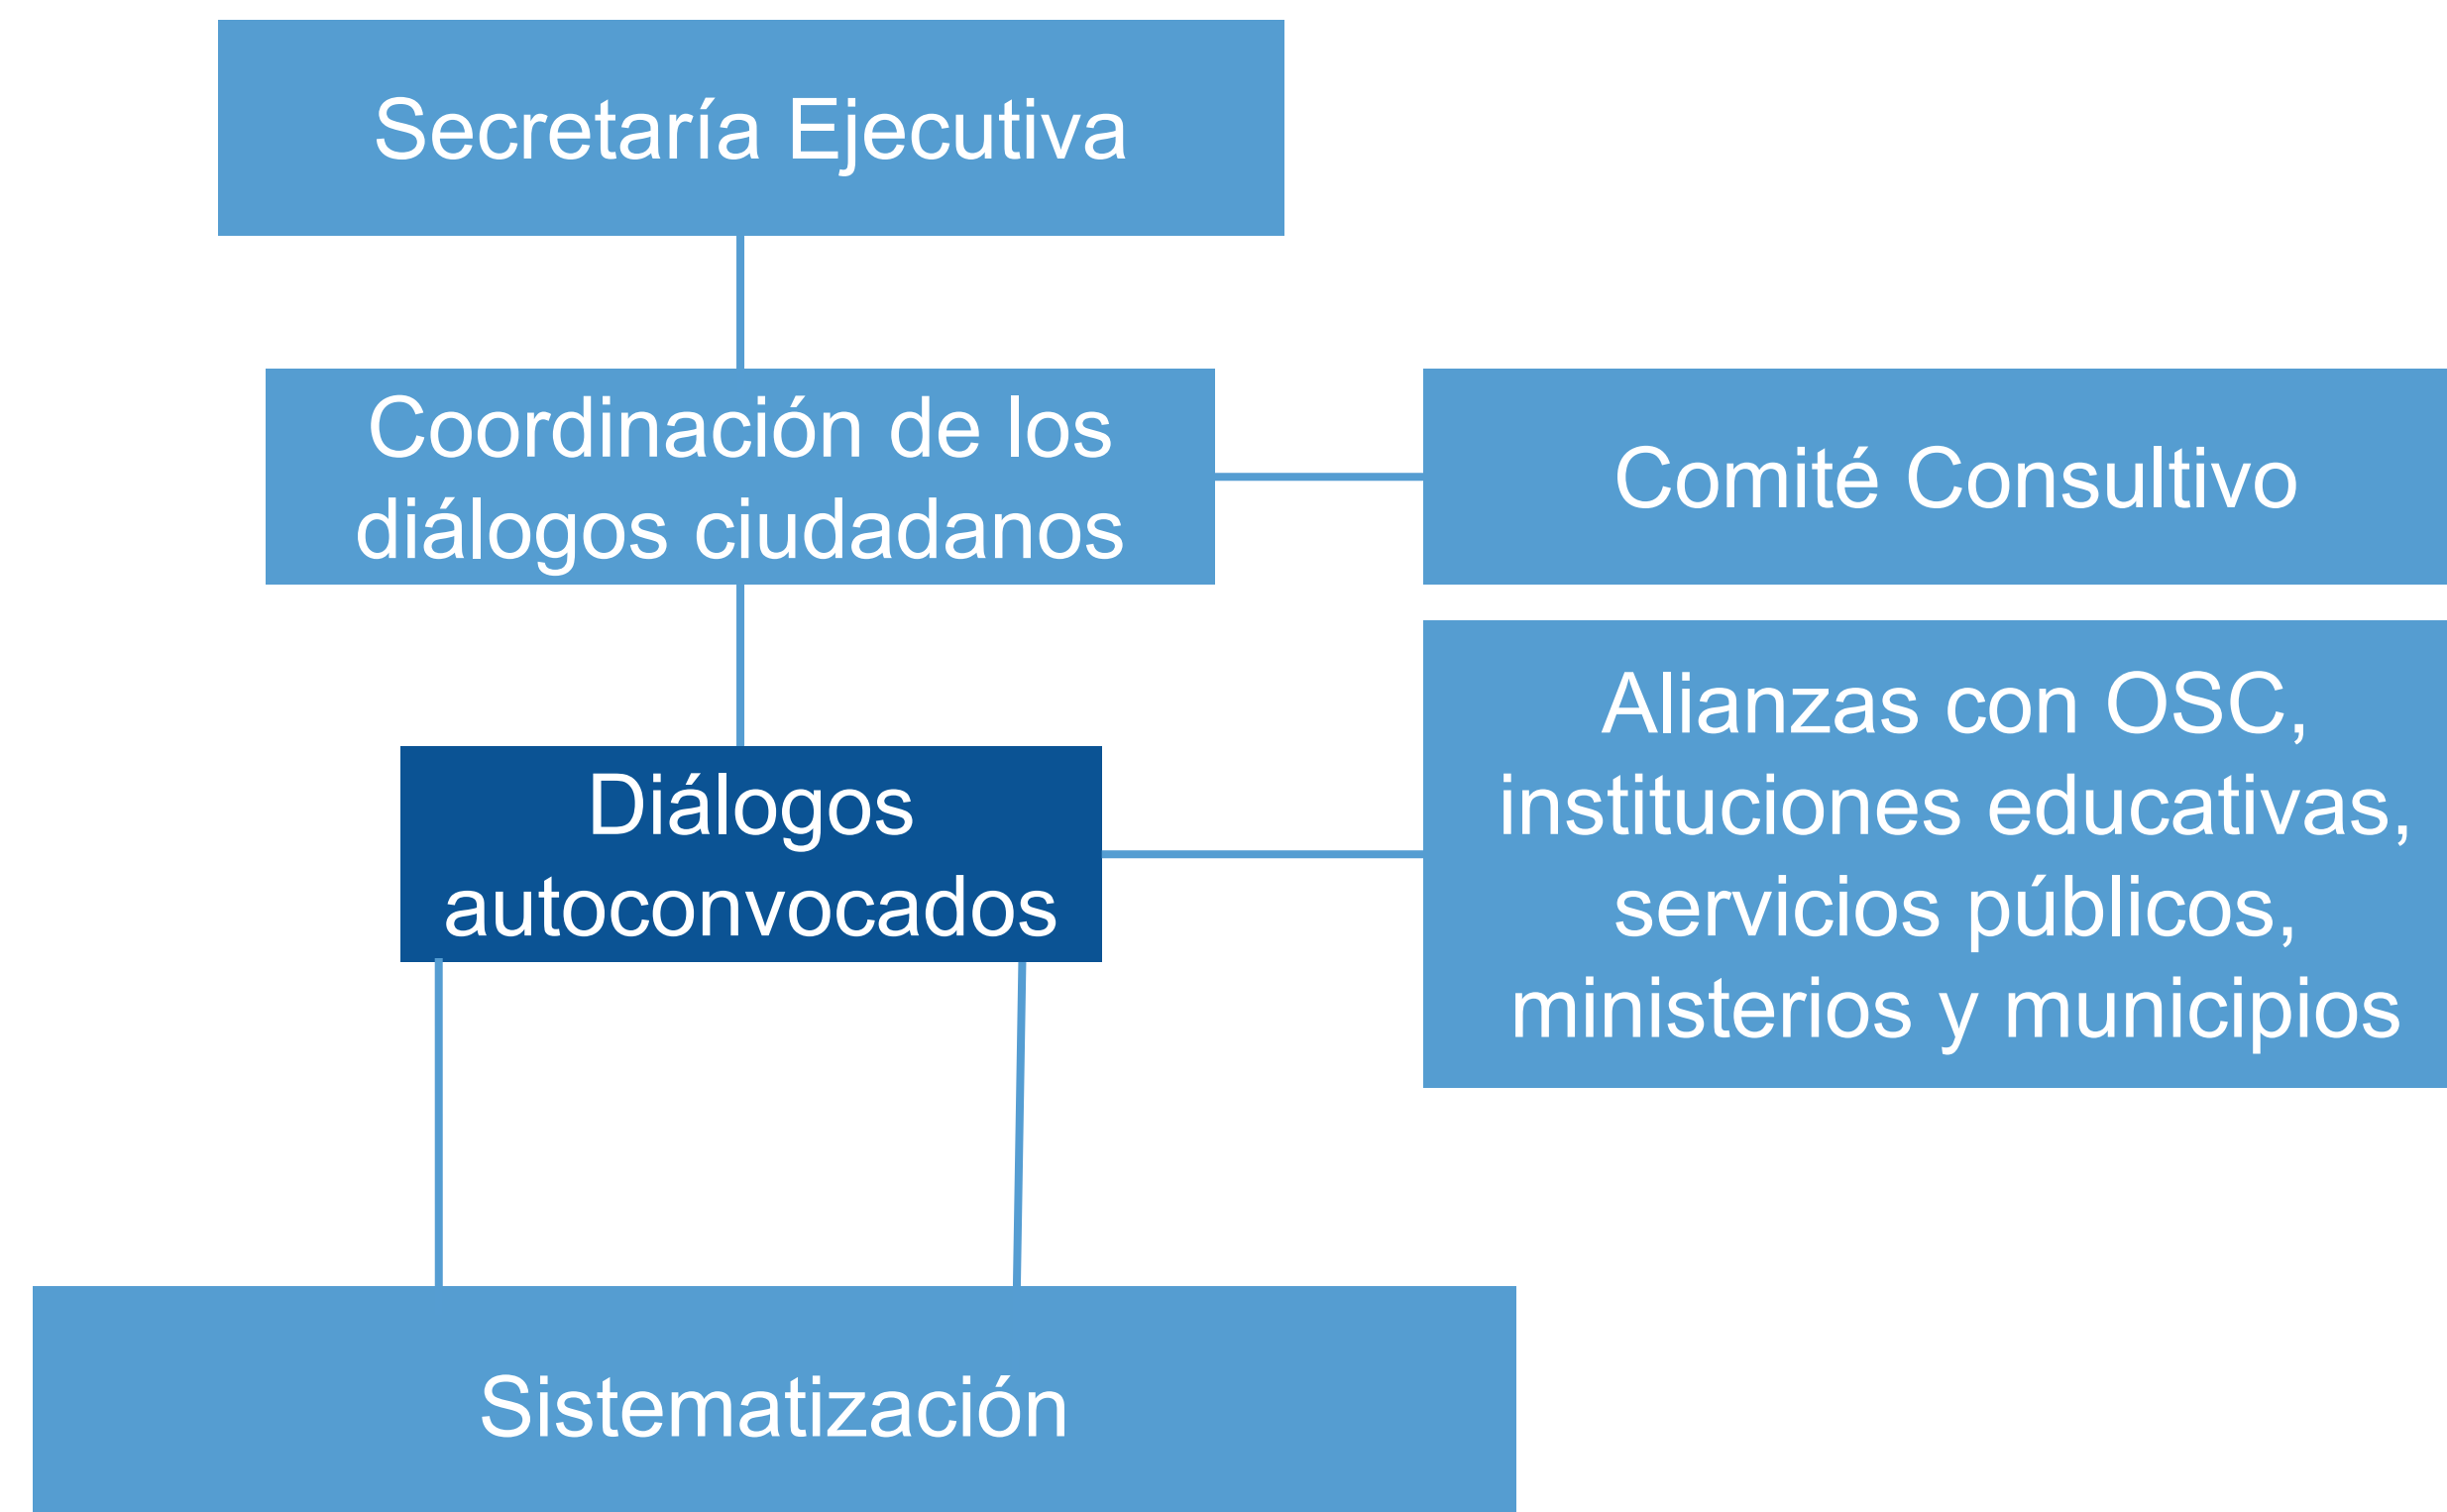 Secretaría Ejecutiva
Coordinación de los
diálogos ciudadanos
Comité Consultivo
Diálogos
autoconvocados
Alianzas con OSC,
instituciones educativas,
servicios públicos,
ministerios y municipios
Sistematización